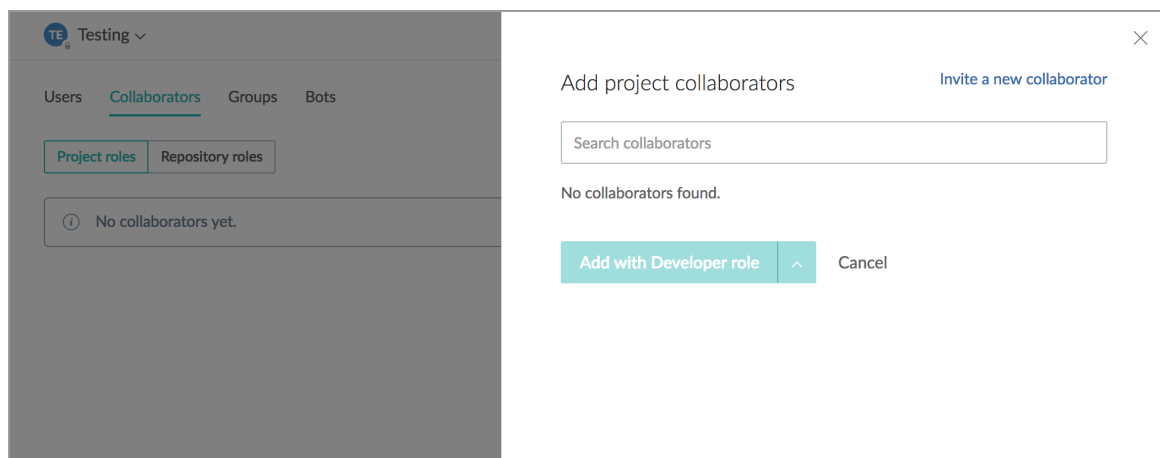 TE Testing
Users Collaborators Groups Bots
Project roles Repository roles
No collaborators yet.
Add project collaborators
Invite a new collaborator
Search collaborators
No collaborators found.
Add with Developer role
Cancel